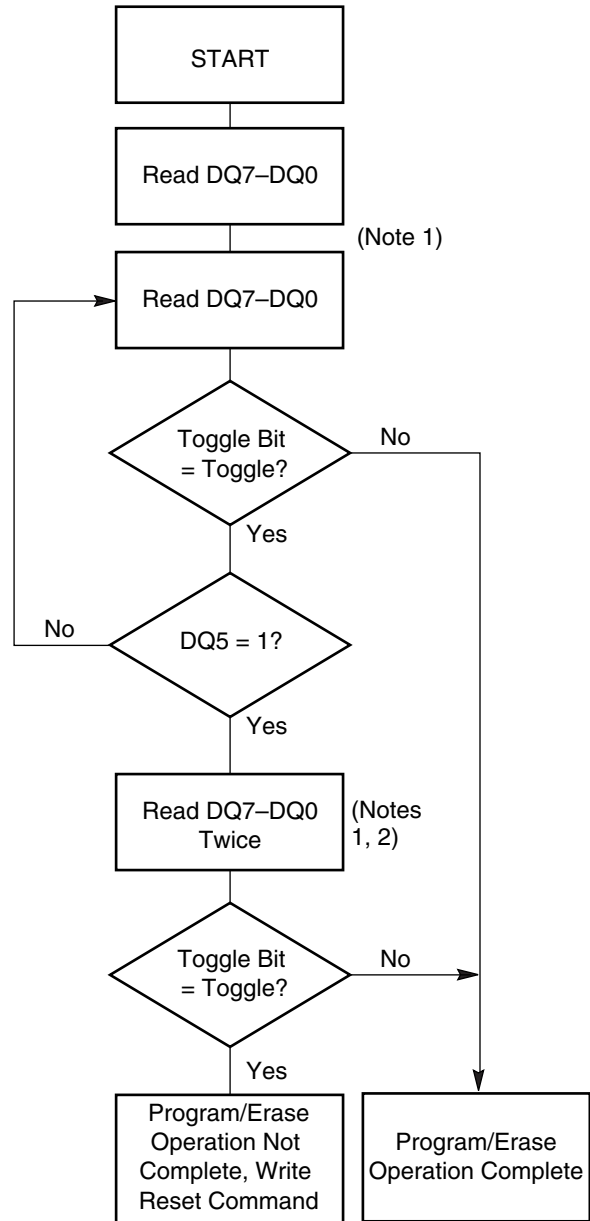 START
Read DQ7–DQ0
(Note 1)
Read DQ7–DQ0
Toggle Bit
= Toggle?
No
Yes
DQ5 = 1?
No
Yes
Read DQ7–DQ0
Twice
(Notes
1, 2)
Toggle Bit
= Toggle?
No
Yes
Program/Erase
Operation Not
Complete, Write
Reset Command
Program/Erase
Operation Complete